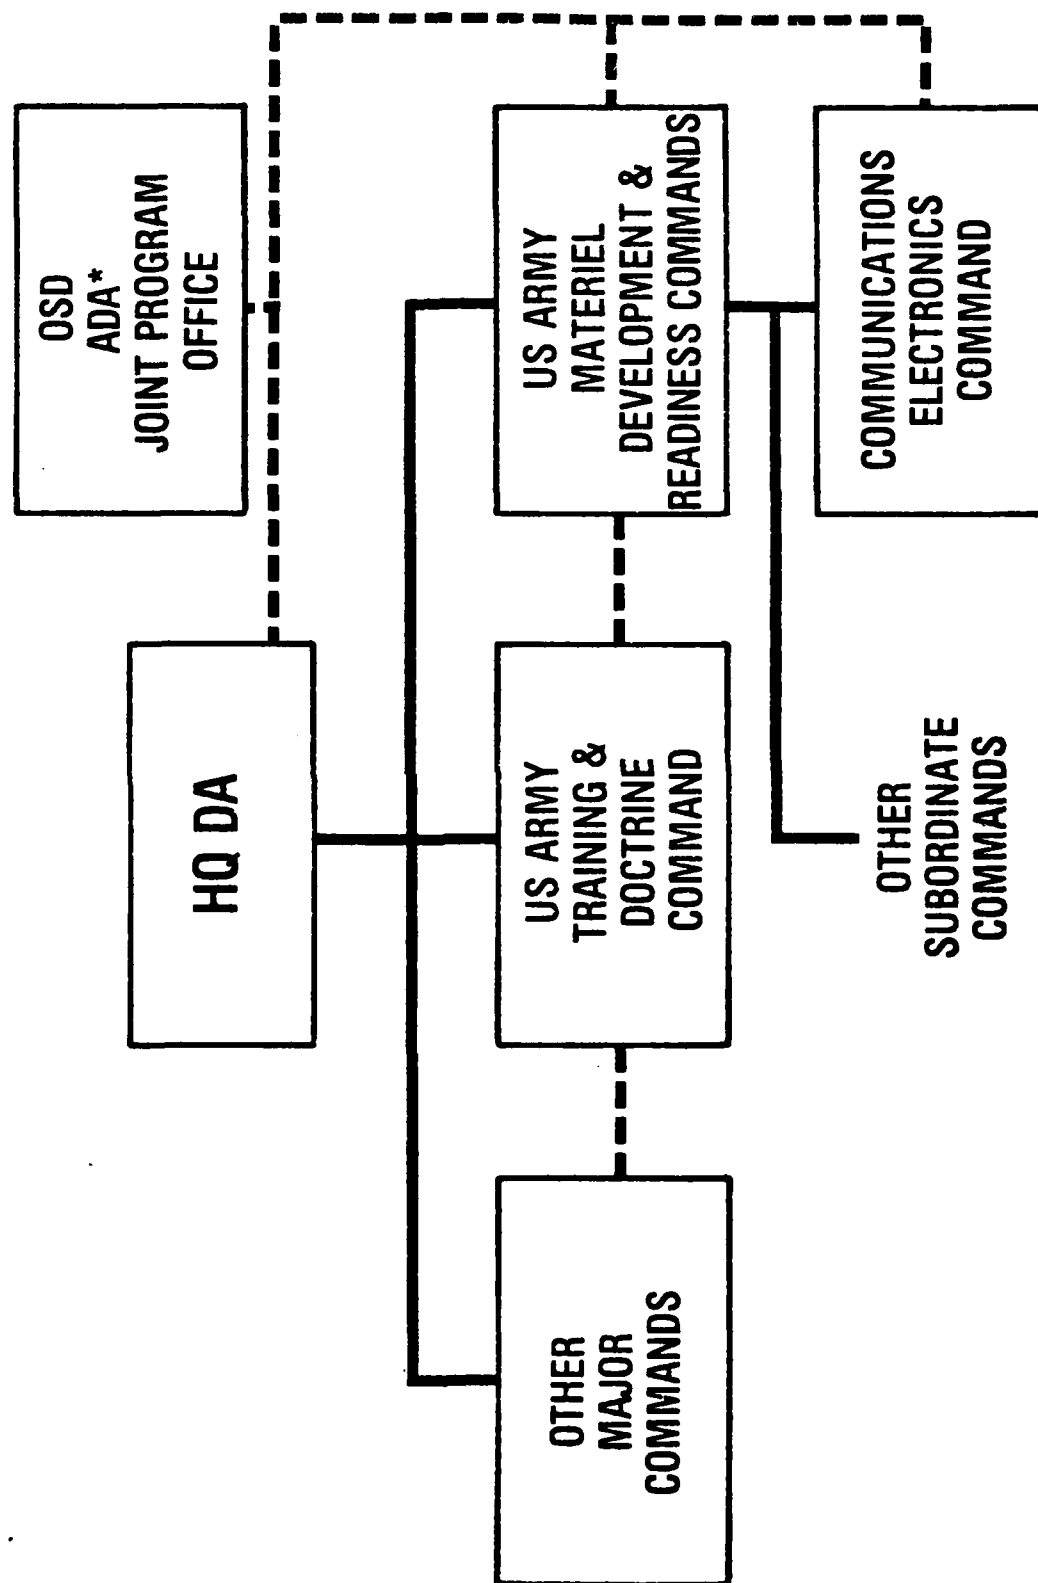 OSD
ADA*
JOINT PROGRAM
OFFICE
HQ DA
OTHER
MAJOR
COMMANDS
US ARMY
TRAINING &
DOCTRINE
COMMAND
US ARMY
MATERIEL
DEVELOPMENT &
READINESS COMMANDS
OTHER
SUBORDINATE
COMMANDS
COMMUNICATIONS
ELECTRONICS
COMMAND